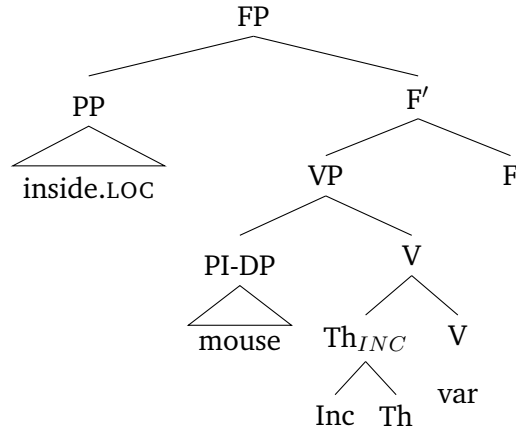 FP
PP F′
inside.LOC VP F
PI-DP V
mouse Th_INC V
Inc Th var